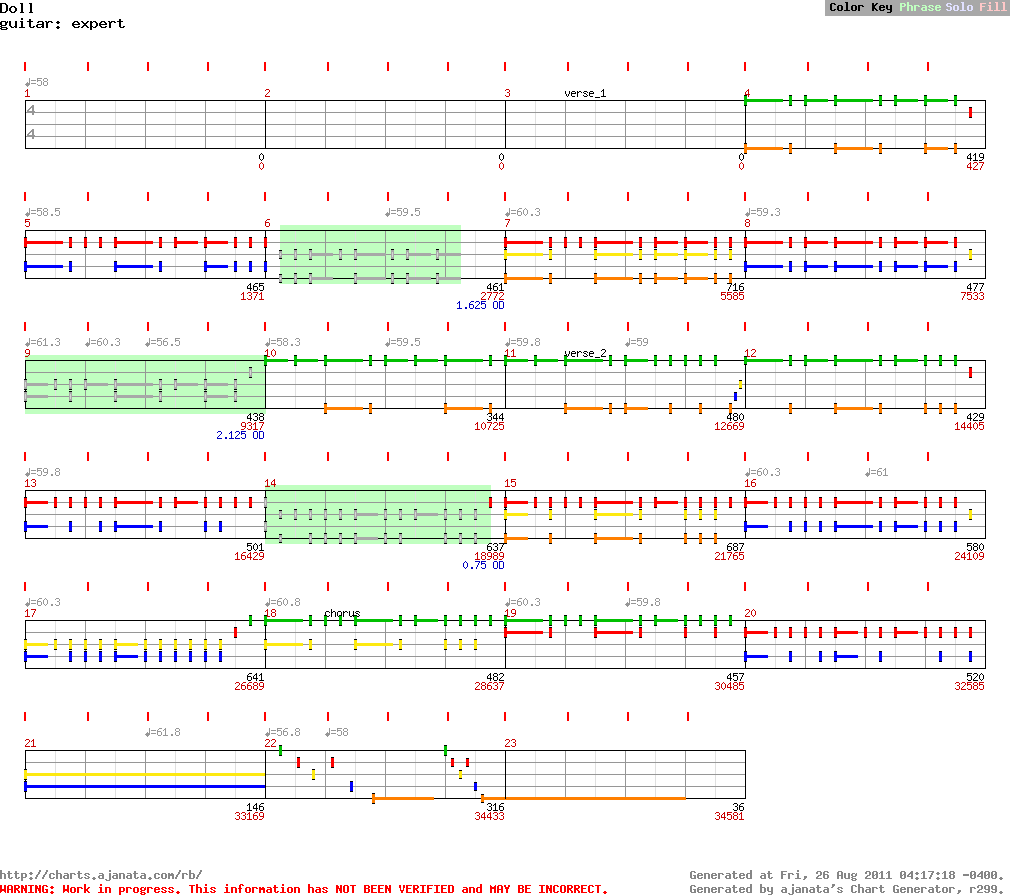 Doll
guitar: expert
Color Key Phrase Solo Fill
♩=58
1 2 3 verse_1 4
4
4
0 0 0 419
0 0 0 427
♩=58.5 ♩=59.5 ♩=60.3 ♩=59.3
5 6 7 8
465 461 716 477
1371 2772 5585 7533
1.625 OD
♩=61.3 ♩=60.3 ♩=56.5 ♩=58.3 ♩=59.5 ♩=59.8 ♩=59
9 10 11 verse_2 12
438 344 480 429
9317 10725 12669 14405
2.125 OD
♩=59.8 ♩=60.3 ♩=61
13 14 15 16
501 637 687 580
16429 18989 21765 24109
0.75 OD
♩=60.3 ♩=60.8 ♩=60.3 ♩=59.8
17 18 chorus 19 20
641 482 457 520
26689 28637 30485 32585
♩=61.8 ♩=56.8 ♩=58
21 22 23
146 316 36
33169 34433 34581
http://charts.ajanata.com/rb/
WARNING: Work in progress. This information has NOT BEEN VERIFIED and MAY BE INCORRECT.
Generated at Fri, 26 Aug 2011 04:17:18 -0400.
Generated by ajanata's Chart Generator, r299.